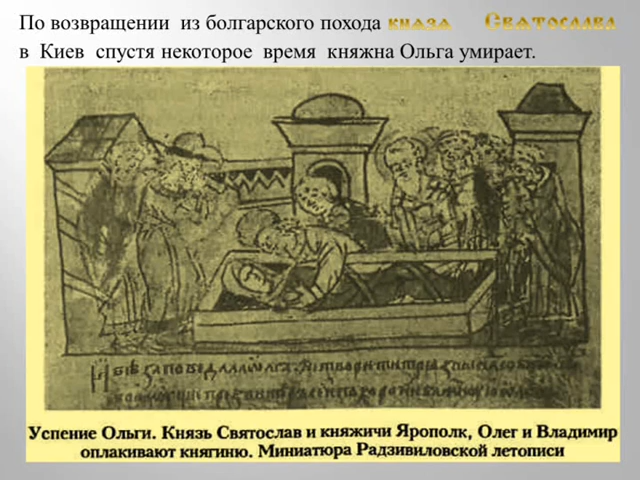 По возвращении из болгарского похода князя Святослава
в Киев спустя некоторое время княжна Ольга умирает.
Успение Ольги. Князь Святослав и княжичи Ярополк, Олег и Владимир
оплакивают княгиню. Миниатюра Радзивиловской летописи